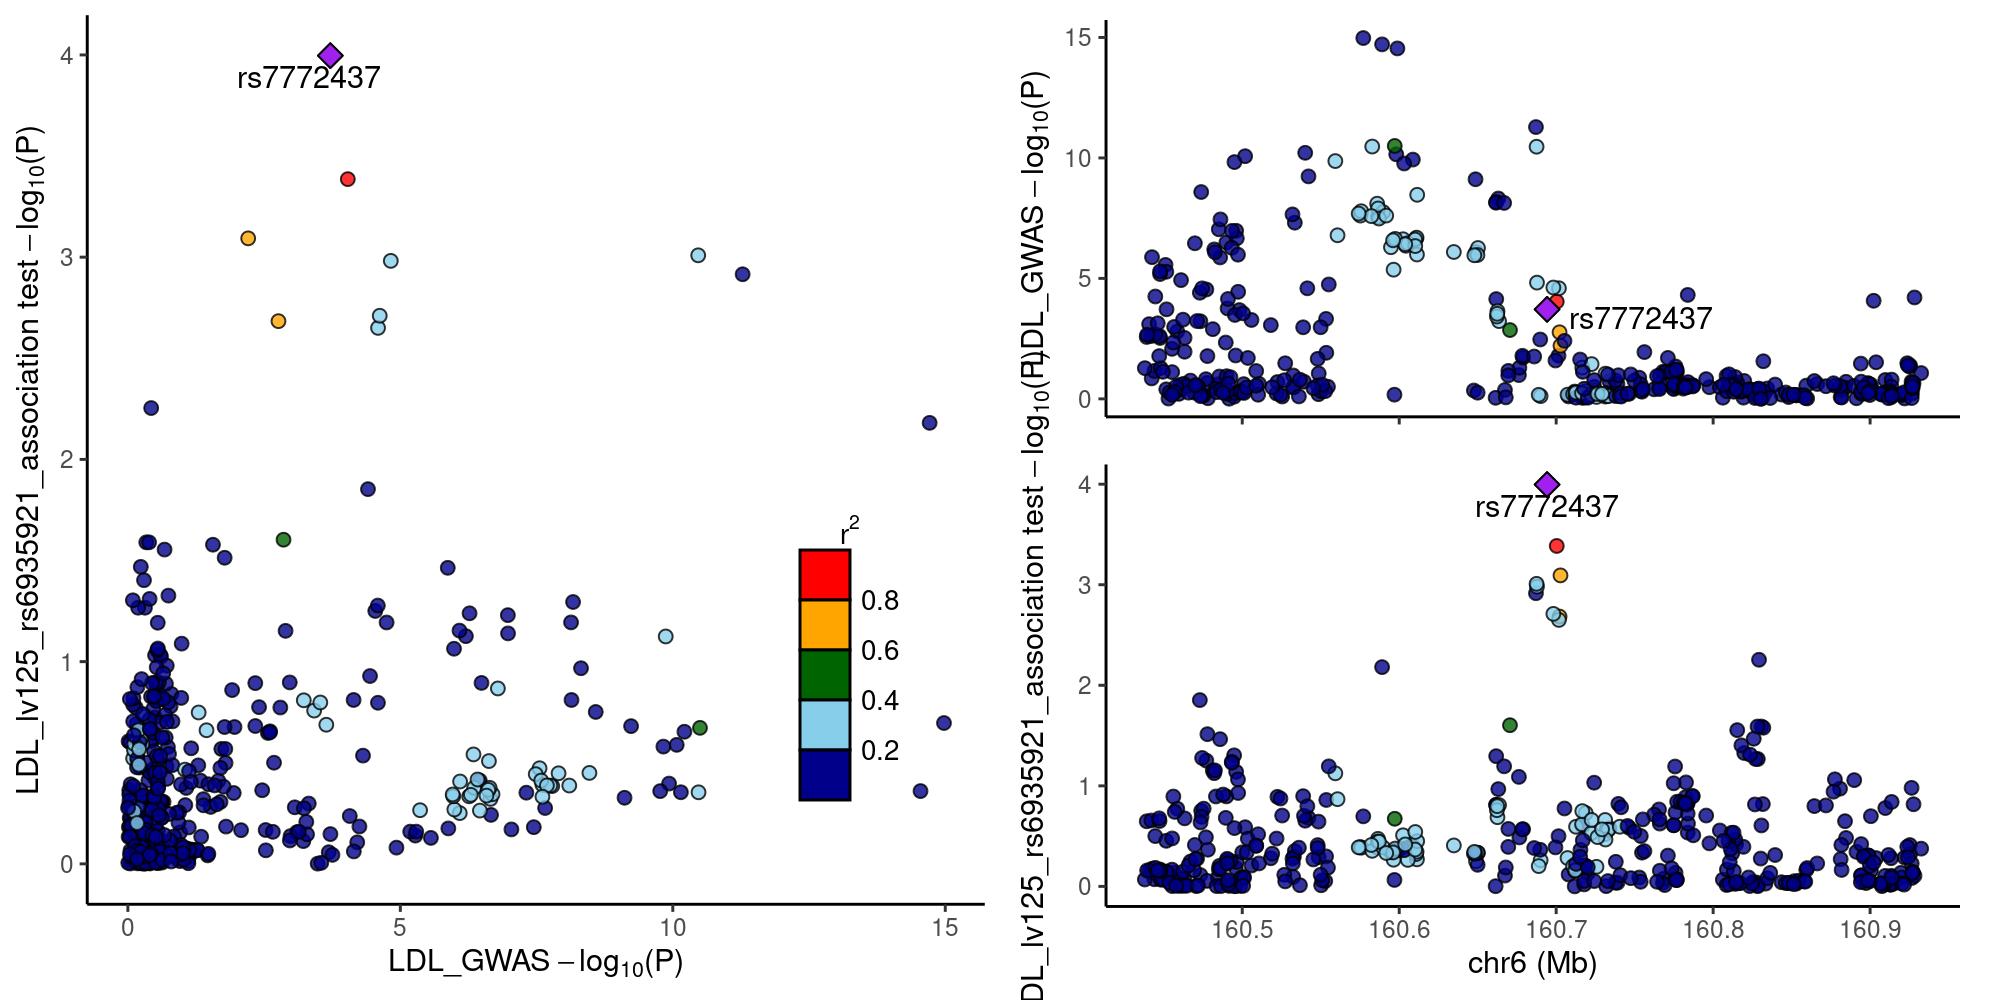 LDL_lv125_rs6935921_association test −log10(P)
4
3
2
1
0
rs7772437
r2
0.8
0.6
0.4
0.2
0 5 10 15
LDL_GWAS −log10(P)
LDL_GWAS −log10(P)
15
10
5
0
rs7772437
DL_lv125_rs6935921_association test −log10(P)
4
3
2
1
0
rs7772437
160.5 160.6 160.7 160.8 160.9
chr6 (Mb)